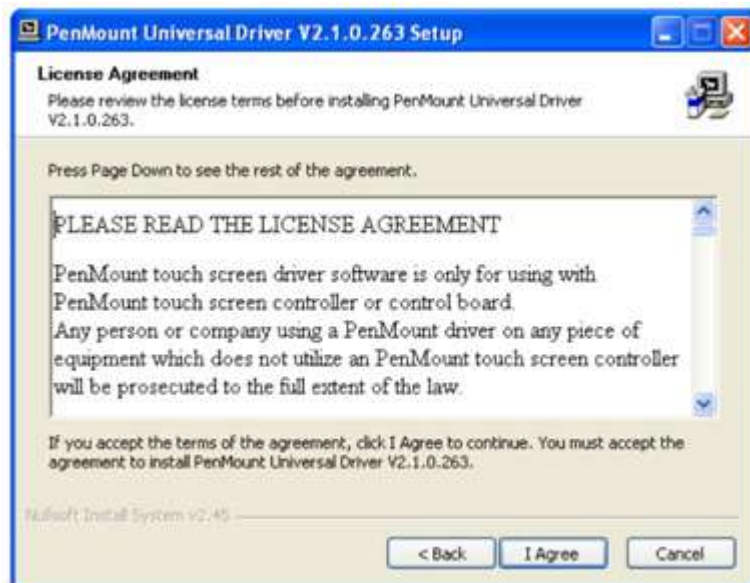 PenMount Universal Driver V2.1.0.263 Setup
License Agreement
Please review the license terms before installing PenMount Universal Driver
V2.1.0.263.
Press Page Down to see the rest of the agreement.
PLEASE READ THE LICENSE AGREEMENT
PenMount touch screen driver software is only for using with
PenMount touch screen controller or control board.
Any person or company using a PenMount driver on any piece of
equipment which does not utilize an PenMount touch screen controller
will be prosecuted to the full extent of the law.
If you accept the terms of the agreement, click I Agree to continue. You must accept the
agreement to install PenMount Universal Driver V2.1.0.263.
Nullsoft Install System v2.45
< Back I Agree Cancel